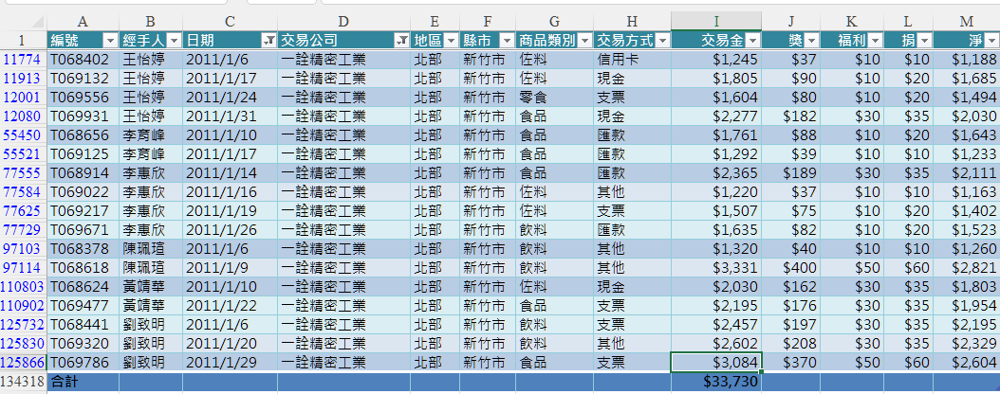 A B C D E F G H I J K L M
1 編號 經手人 日期 交易公司 地區 縣市 商品類別 交易方式 交易金 獎 福利 捐 淨
11774 T068402 王怡婷 2011/1/6 一詮精密工業 北部 新竹市 佐料 信用卡 $1,245 $37 $10 $10 $1,188
11913 T069132 王怡婷 2011/1/17 一詮精密工業 北部 新竹市 佐料 現金 $1,805 $90 $10 $20 $1,685
12001 T069556 王怡婷 2011/1/24 一詮精密工業 北部 新竹市 零食 支票 $1,604 $80 $10 $20 $1,494
12080 T069931 王怡婷 2011/1/31 一詮精密工業 北部 新竹市 食品 現金 $2,277 $182 $30 $35 $2,030
55450 T068656 李育峰 2011/1/10 一詮精密工業 北部 新竹市 食品 匯款 $1,761 $88 $10 $20 $1,643
55521 T069125 李育峰 2011/1/17 一詮精密工業 北部 新竹市 食品 匯款 $1,292 $39 $10 $10 $1,233
77555 T068914 李惠欣 2011/1/14 一詮精密工業 北部 新竹市 食品 匯款 $2,365 $189 $30 $35 $2,111
77584 T069022 李惠欣 2011/1/16 一詮精密工業 北部 新竹市 佐料 其他 $1,220 $37 $10 $10 $1,163
77625 T069217 李惠欣 2011/1/19 一詮精密工業 北部 新竹市 佐料 支票 $1,507 $75 $10 $20 $1,402
77729 T069671 李惠欣 2011/1/26 一詮精密工業 北部 新竹市 飲料 匯款 $1,635 $82 $10 $20 $1,523
97103 T068378 陳珮瑄 2011/1/6 一詮精密工業 北部 新竹市 飲料 其他 $1,320 $40 $10 $10 $1,260
97114 T068618 陳珮瑄 2011/1/9 一詮精密工業 北部 新竹市 飲料 其他 $3,331 $400 $50 $60 $2,821
110803 T068624 黃靖華 2011/1/10 一詮精密工業 北部 新竹市 佐料 現金 $2,030 $162 $30 $35 $1,803
110902 T069477 黃靖華 2011/1/22 一詮精密工業 北部 新竹市 食品 支票 $2,195 $176 $30 $35 $1,954
125732 T068441 劉致明 2011/1/6 一詮精密工業 北部 新竹市 飲料 支票 $2,457 $197 $30 $35 $2,195
125830 T069320 劉致明 2011/1/20 一詮精密工業 北部 新竹市 飲料 其他 $2,602 $208 $30 $35 $2,329
125866 T069786 劉致明 2011/1/29 一詮精密工業 北部 新竹市 食品 支票 $3,084 $370 $50 $60 $2,604
134318 合計 $33,730